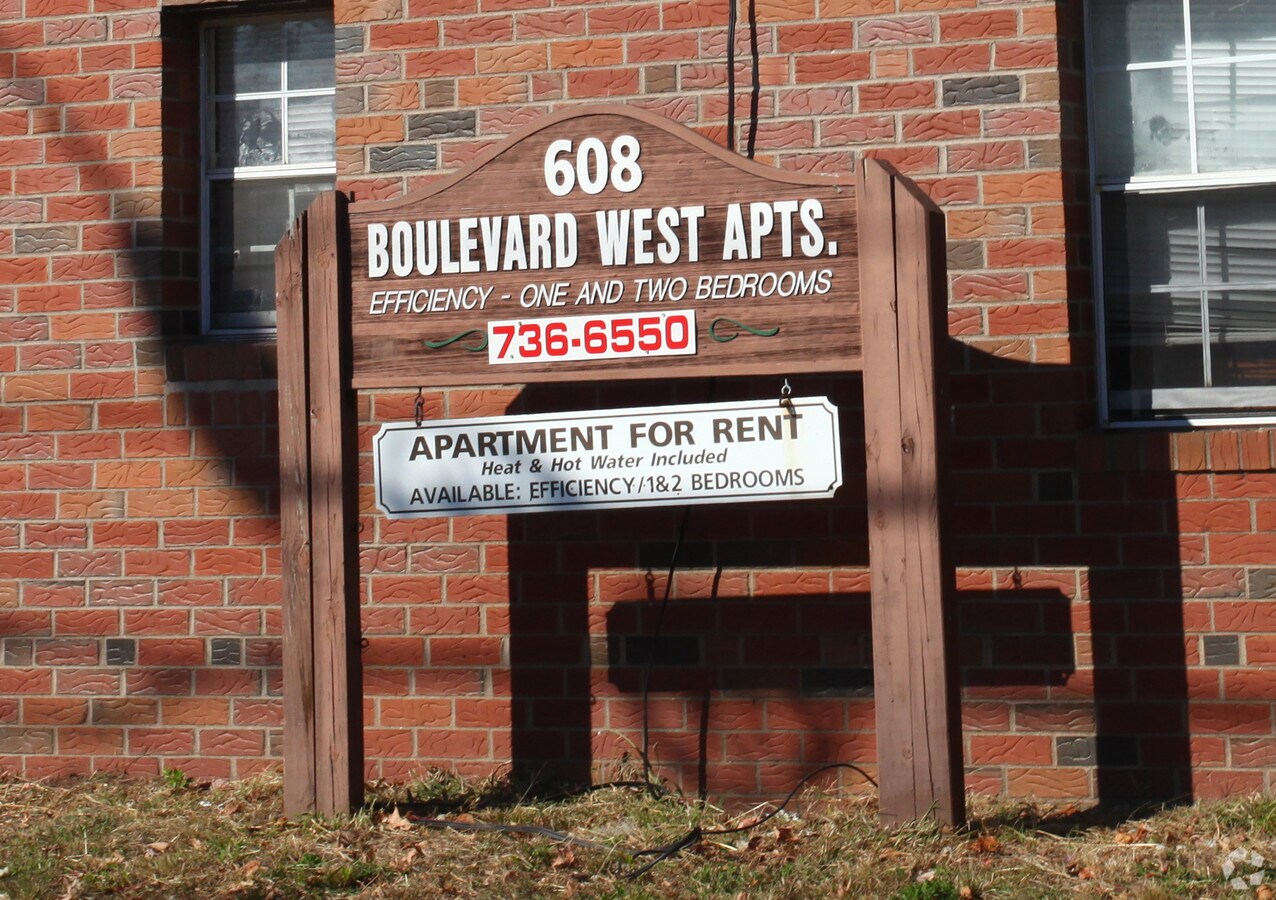 608
BOULEVARD WEST APTS.
EFFICIENCY - ONE AND TWO BEDROOMS
736-6550
APARTMENT FOR RENT
Heat & Hot Water Included
AVAILABLE: EFFICIENCY/1&2 BEDROOMS